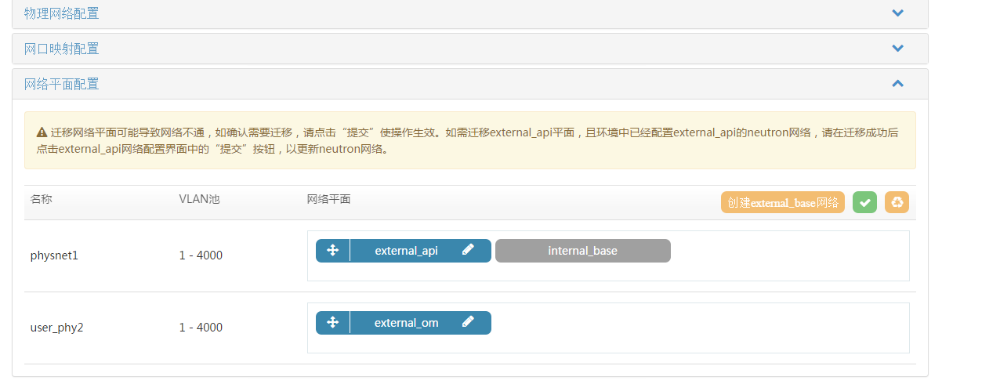 物理网络配置
网口映射配置
网络平面配置
迁移网络平面可能导致网络不通，如确认需要迁移，请点击“提交”使操作生效。如需迁移external_api平面，且环境中已经配置external_api的neutron网络，请在迁移成功后
点击external_api网络配置界面中的“提交”按钮，以更新neutron网络。
名称 VLAN池 网络平面 创建external_base网络
physnet1 1 - 4000 external_api internal_base
user_phy2 1 - 4000 external_om